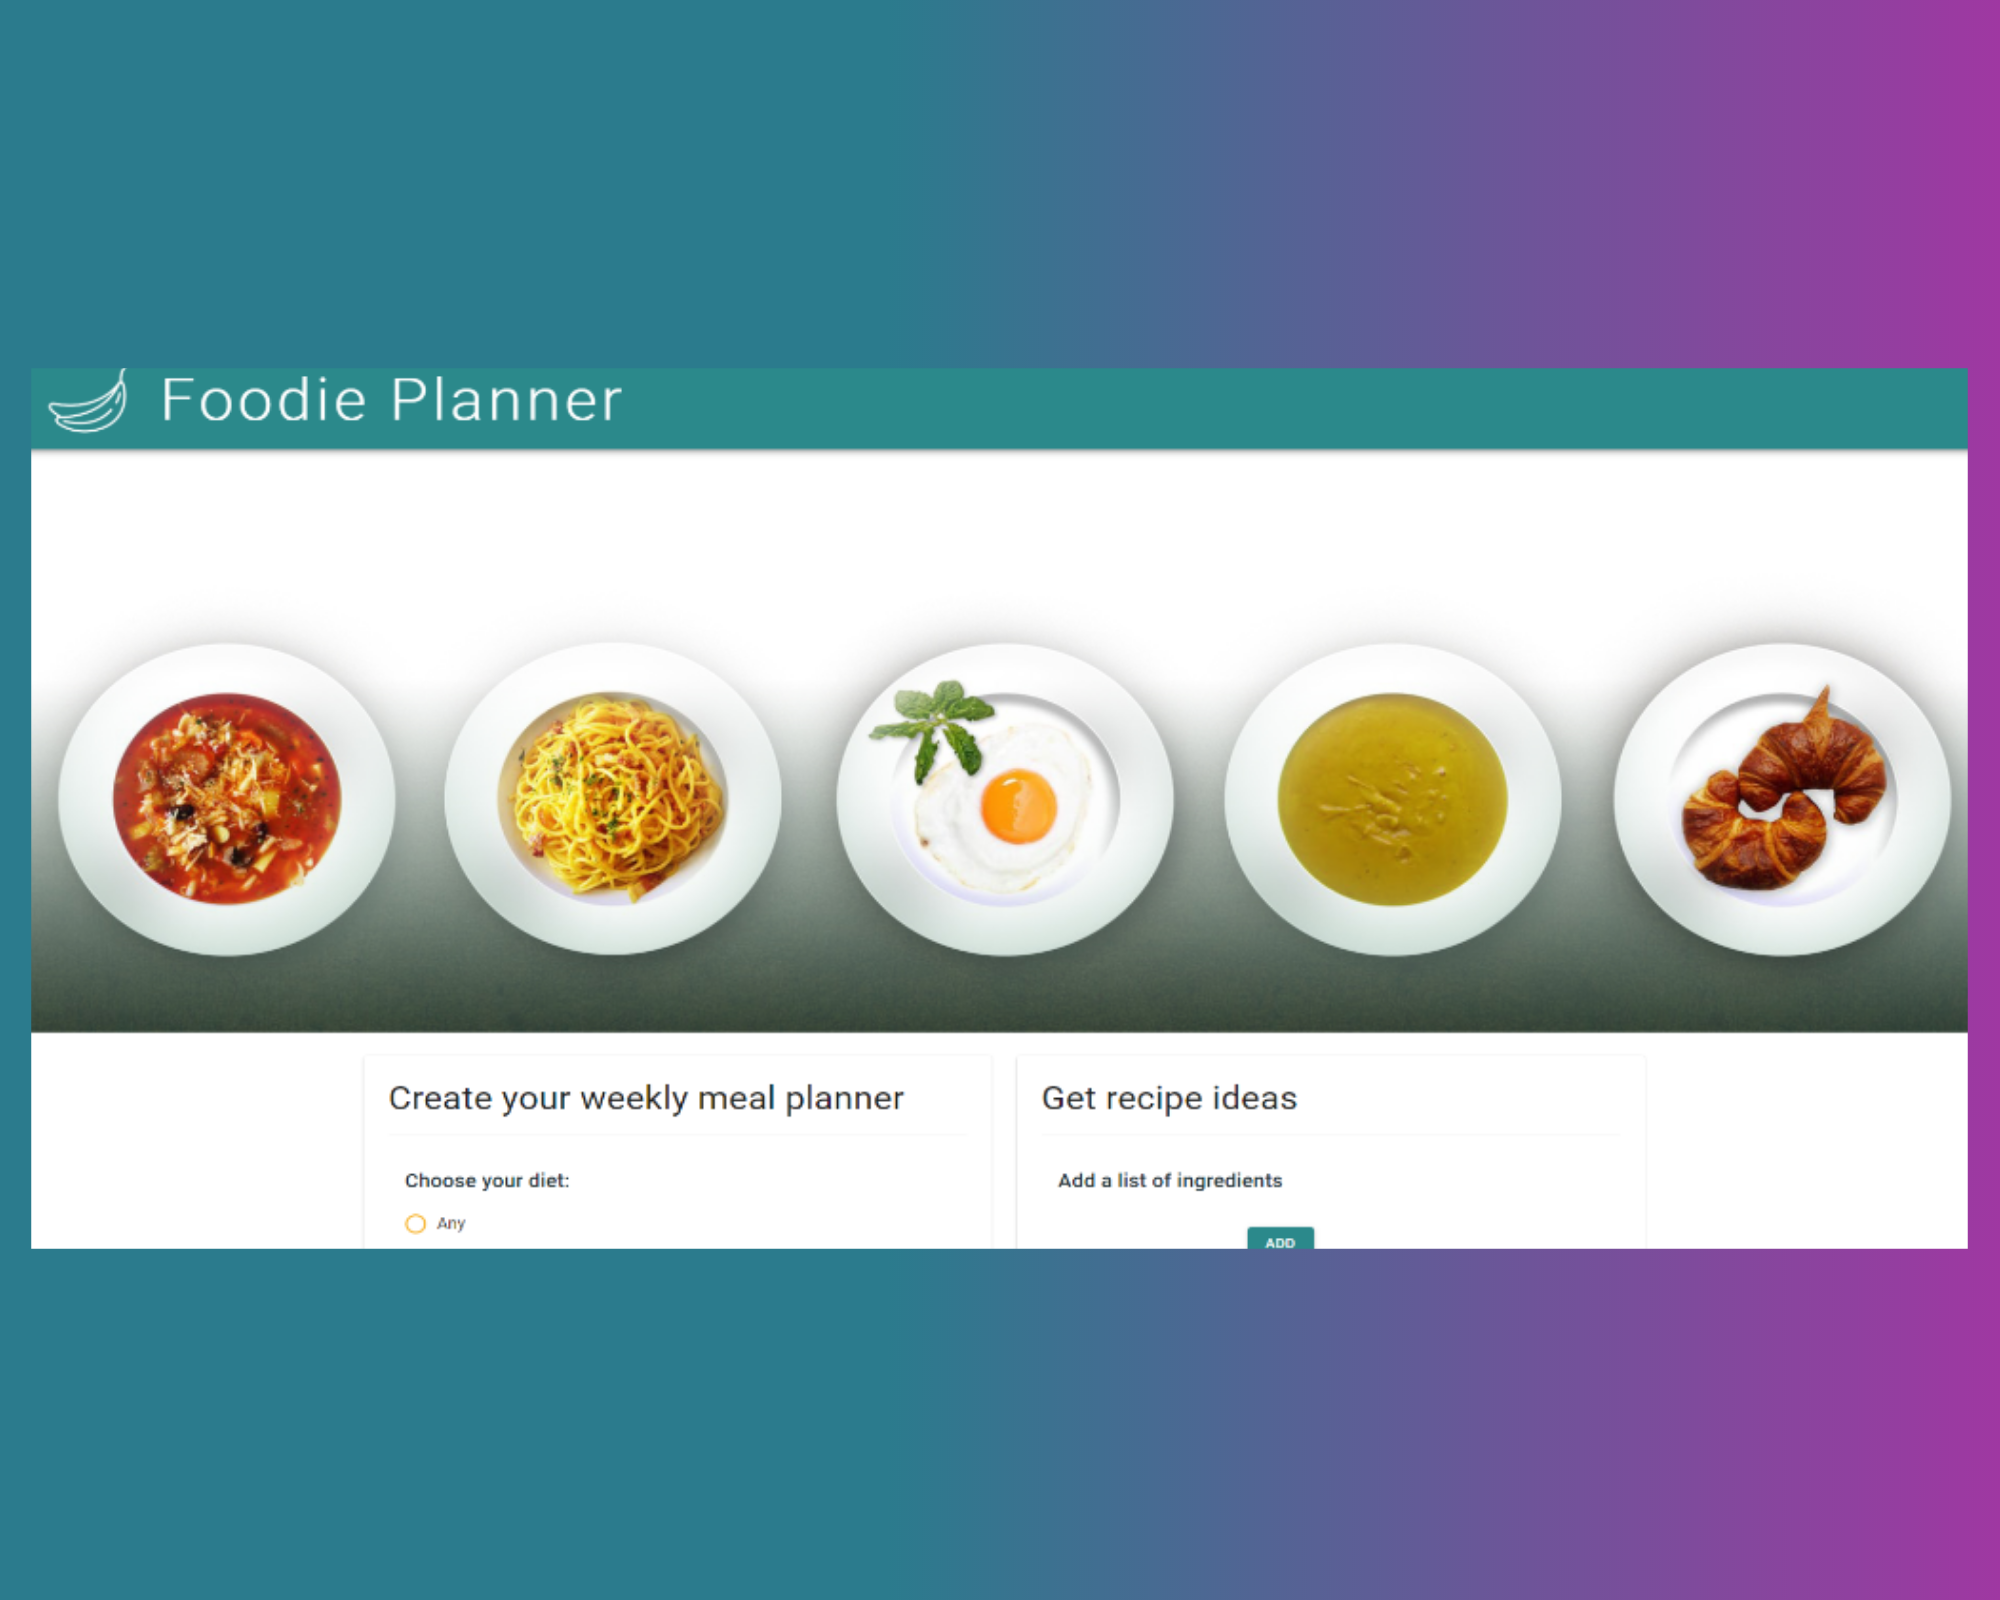 Foodie Planner
Create your weekly meal planner
Choose your diet:
Any
Get recipe ideas
Add a list of ingredients
ADD